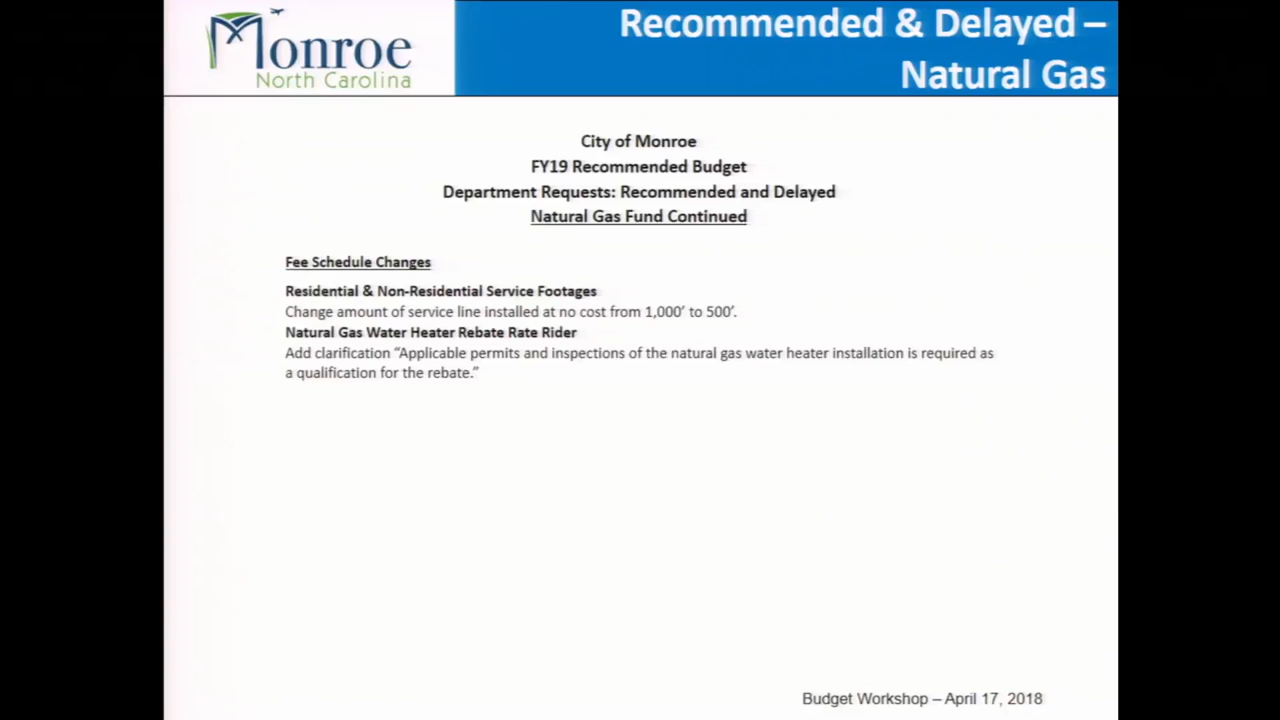 Monroe
North Carolina
Recommended & Delayed –
Natural Gas
City of Monroe
FY19 Recommended Budget
Department Requests: Recommended and Delayed
Natural Gas Fund Continued
Fee Schedule Changes
Residential & Non-Residential Service Footages
Change amount of service line installed at no cost from 1,000’ to 500’.
Natural Gas Water Heater Rebate Rate Rider
Add clarification “Applicable permits and inspections of the natural gas water heater installation is required as
a qualification for the rebate.”
Budget Workshop – April 17, 2018